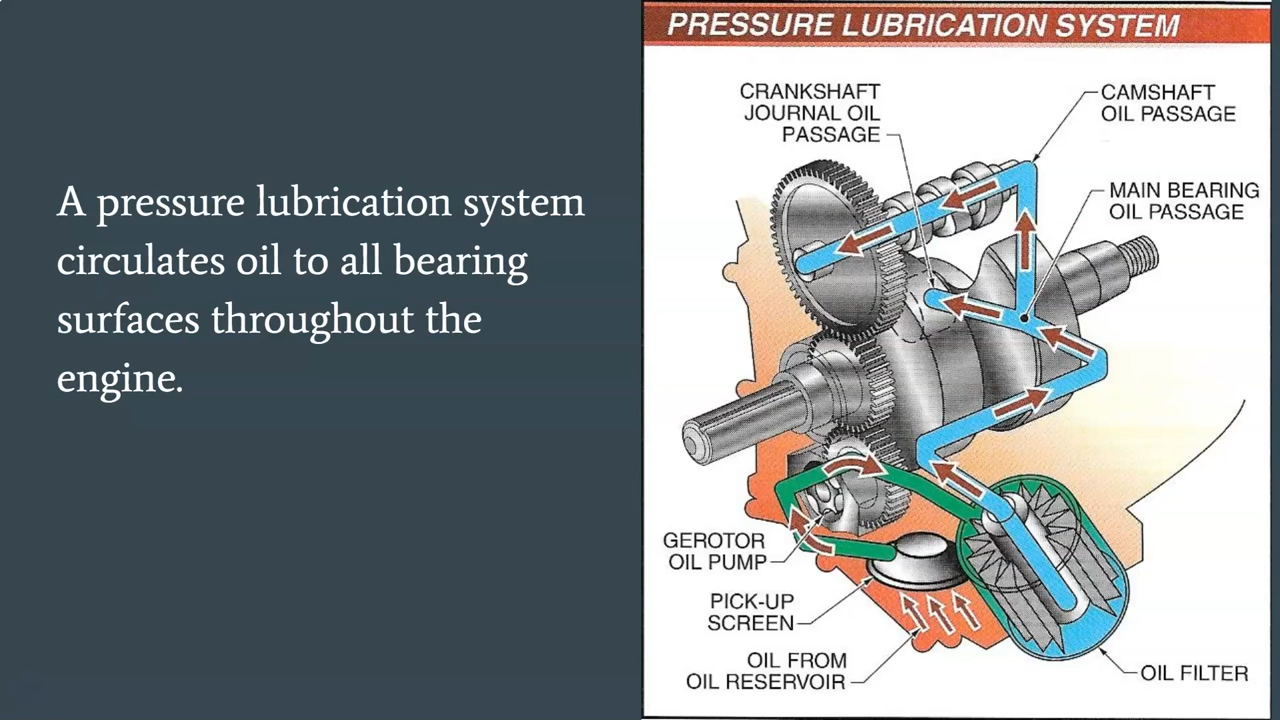 A pressure lubrication system
circulates oil to all bearing
surfaces throughout the
engine.
PRESSURE LUBRICATION SYSTEM
CRANKSHAFT
JOURNAL OIL
PASSAGE
CAMSHAFT
OIL PASSAGE
MAIN BEARING
OIL PASSAGE
GEROTOR
OIL PUMP
PICK-UP
SCREEN
OIL FROM
OIL RESERVOIR
OIL FILTER